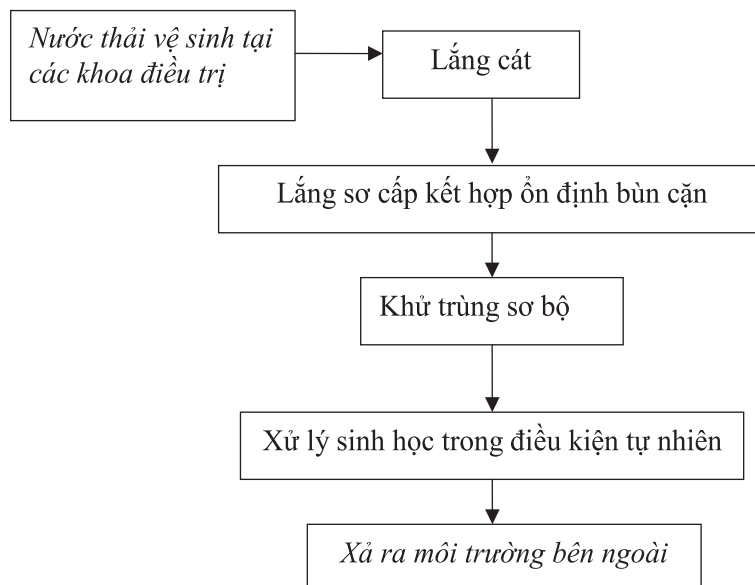 Nước thải vệ sinh tại
các khoa điều trị
Lắng cát
Lắng sơ cấp kết hợp ổn định bùn cặn
Khử trùng sơ bộ
Xử lý sinh học trong điều kiện tự nhiên
Xả ra môi trường bên ngoài